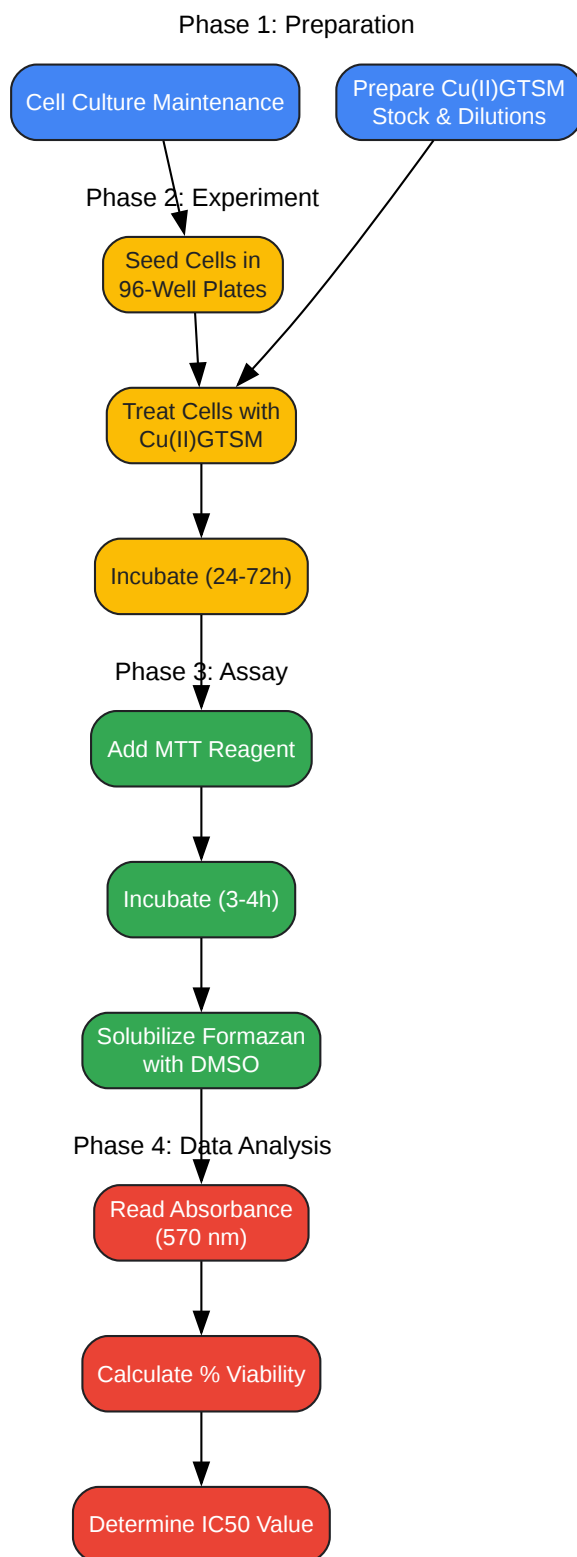 Phase 1: Preparation
Cell Culture Maintenance
Prepare Cu(II)GTSM
Stock & Dilutions
Phase 2: Experiment
Seed Cells in
96-Well Plates
Treat Cells with
Cu(II)GTSM
Incubate (24-72h)
Phase 3: Assay
Add MTT Reagent
Incubate (3-4h)
Solubilize Formazan
with DMSO
Phase 4: Data Analysis
Read Absorbance
(570 nm)
Calculate % Viability
Determine IC50 Value